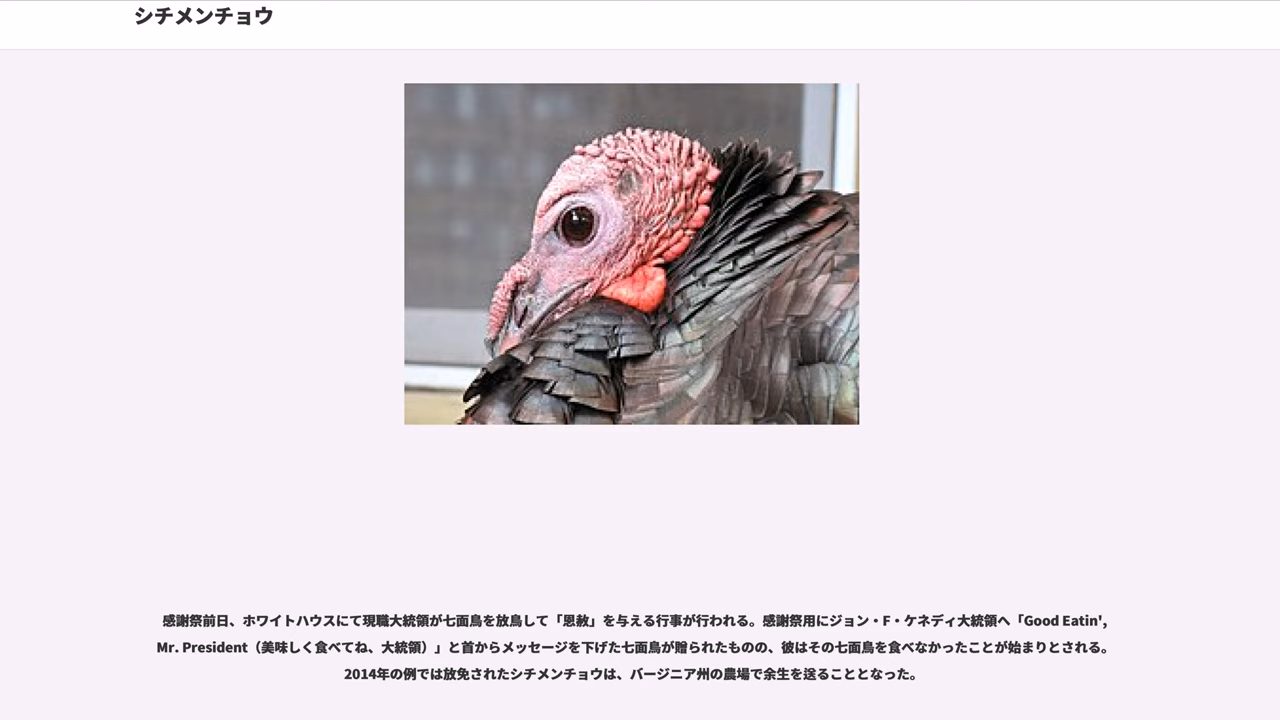 シチメンチョウ
感謝祭前日、ホワイトハウスにて現職大統領が七面鳥を放鳥して「恩赦」を与える行事が行われる。感謝祭用にジョン・F・ケネディ大統領へ「Good Eatin',
Mr. President（美味しく食べてね、大統領）」と首からメッセージを下げた七面鳥が贈られたものの、彼はその七面鳥を食べなかったことが始まりとされる。
2014年の例では放免されたシチメンチョウは、バージニア州の農場で余生を送ることとなった。